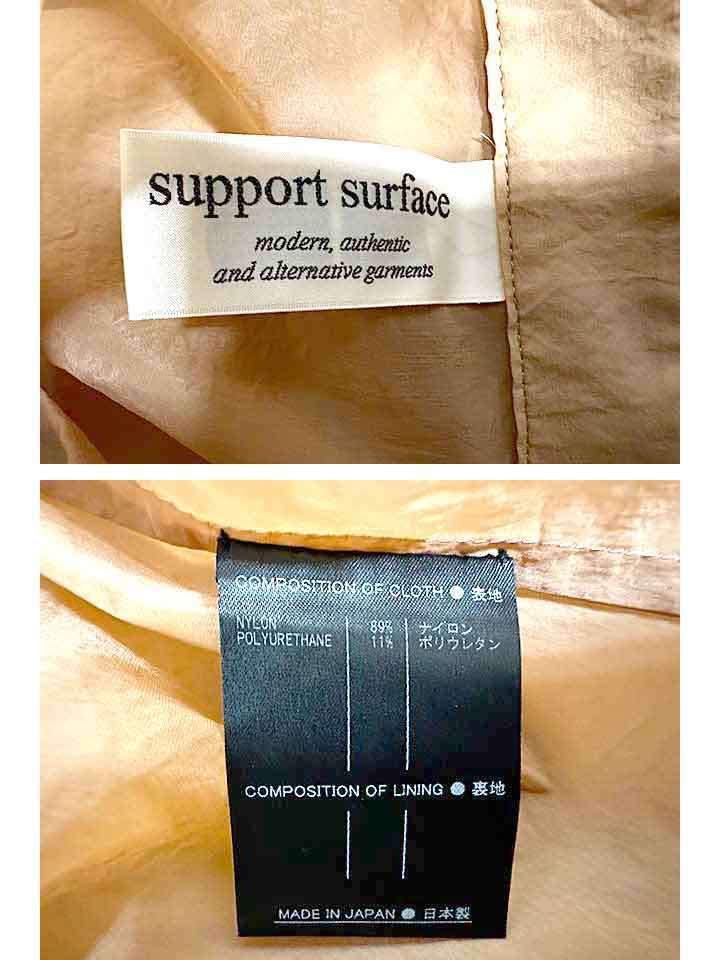 support surface
modern, authentic
and alternative garments
COMPOSITION OF CLOTH ● 表地
NYLON 89% ナイロン
POLYURETHANE 11% ポリウレタン
COMPOSITION OF LINING ● 裏地
MADE IN JAPAN ● 日本製